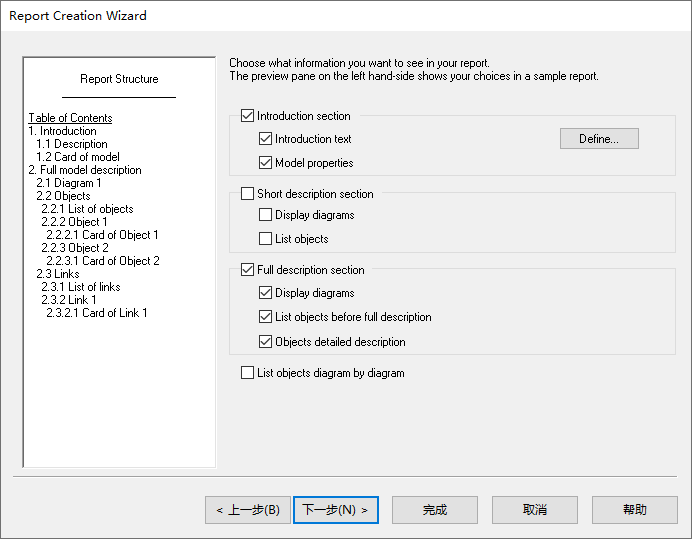 Report Creation Wizard
Report Structure
Table of Contents
1. Introduction
1.1 Description
1.2 Card of model
2. Full model description
2.1 Diagram 1
2.2 Objects
2.2.1 List of objects
2.2.2 Object 1
2.2.2.1 Card of Object 1
2.2.3 Object 2
2.2.3.1 Card of Object 2
2.3 Links
2.3.1 List of links
2.3.2 Link 1
2.3.2.1 Card of Link 1
Choose what information you want to see in your report.
The preview pane on the left hand-side shows your choices in a sample report.
Introduction section
Introduction text
Define...
Model properties
Short description section
Display diagrams
List objects
Full description section
Display diagrams
List objects before full description
Objects detailed description
List objects diagram by diagram
< 上一步(B)
下一步(N) >
完成
取消
帮助